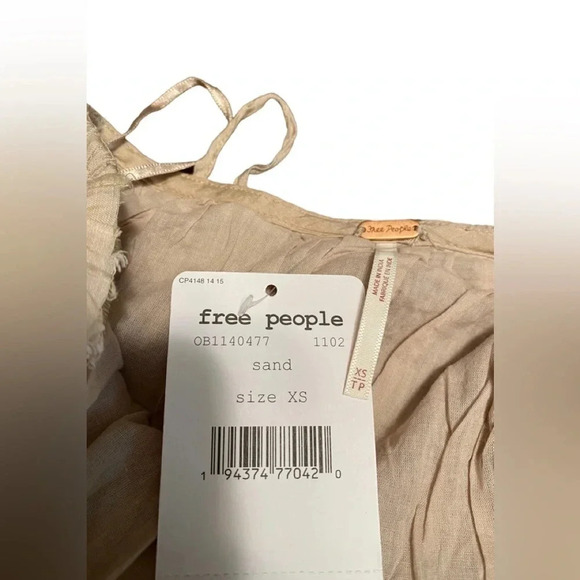 CP4148 14 15
free people
OB1140477 1102
sand
size XS
1 94374 77042 0
free People
MADE IN INDIA
FABRIQUÉ EN INDE
XS
TP